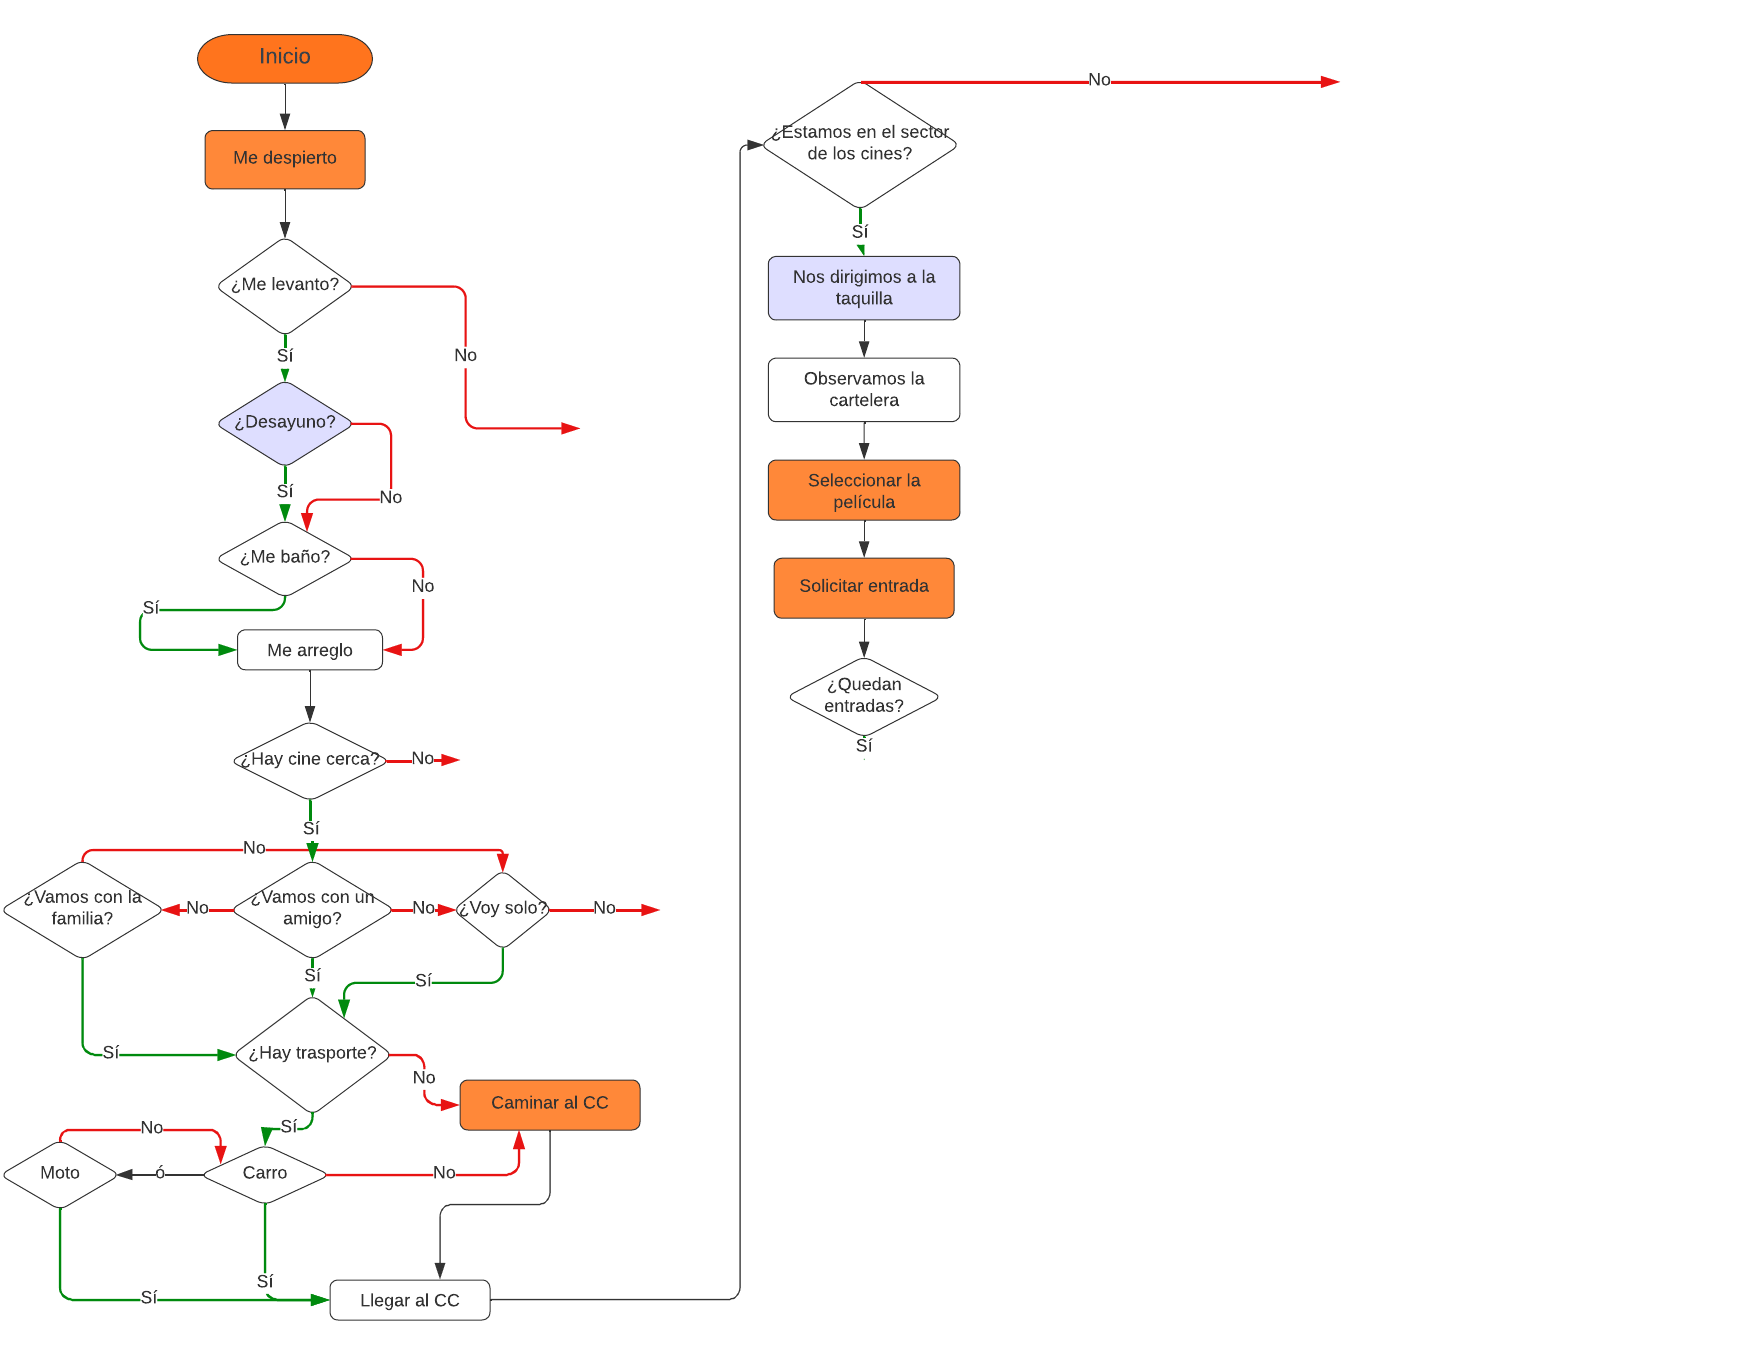 Inicio
Me despierto
¿Me levanto?
No
Sí
¿Desayuno?
No
Sí
¿Me baño?
No
Sí
Me arreglo
¿Hay cine cerca?
No
Sí
No
¿Vamos con la
familia?
No
¿Vamos con un
amigo?
No
¿Voy solo?
No
Sí
Sí
Sí
¿Hay trasporte?
No
Sí
Caminar al CC
No
Moto
ó
Carro
No
Sí
Sí
Llegar al CC
No
¿Estamos en el sector
de los cines?
Sí
Nos dirigimos a la
taquilla
Observamos la
cartelera
Seleccionar la
película
Solicitar entrada
¿Quedan
entradas?
Sí